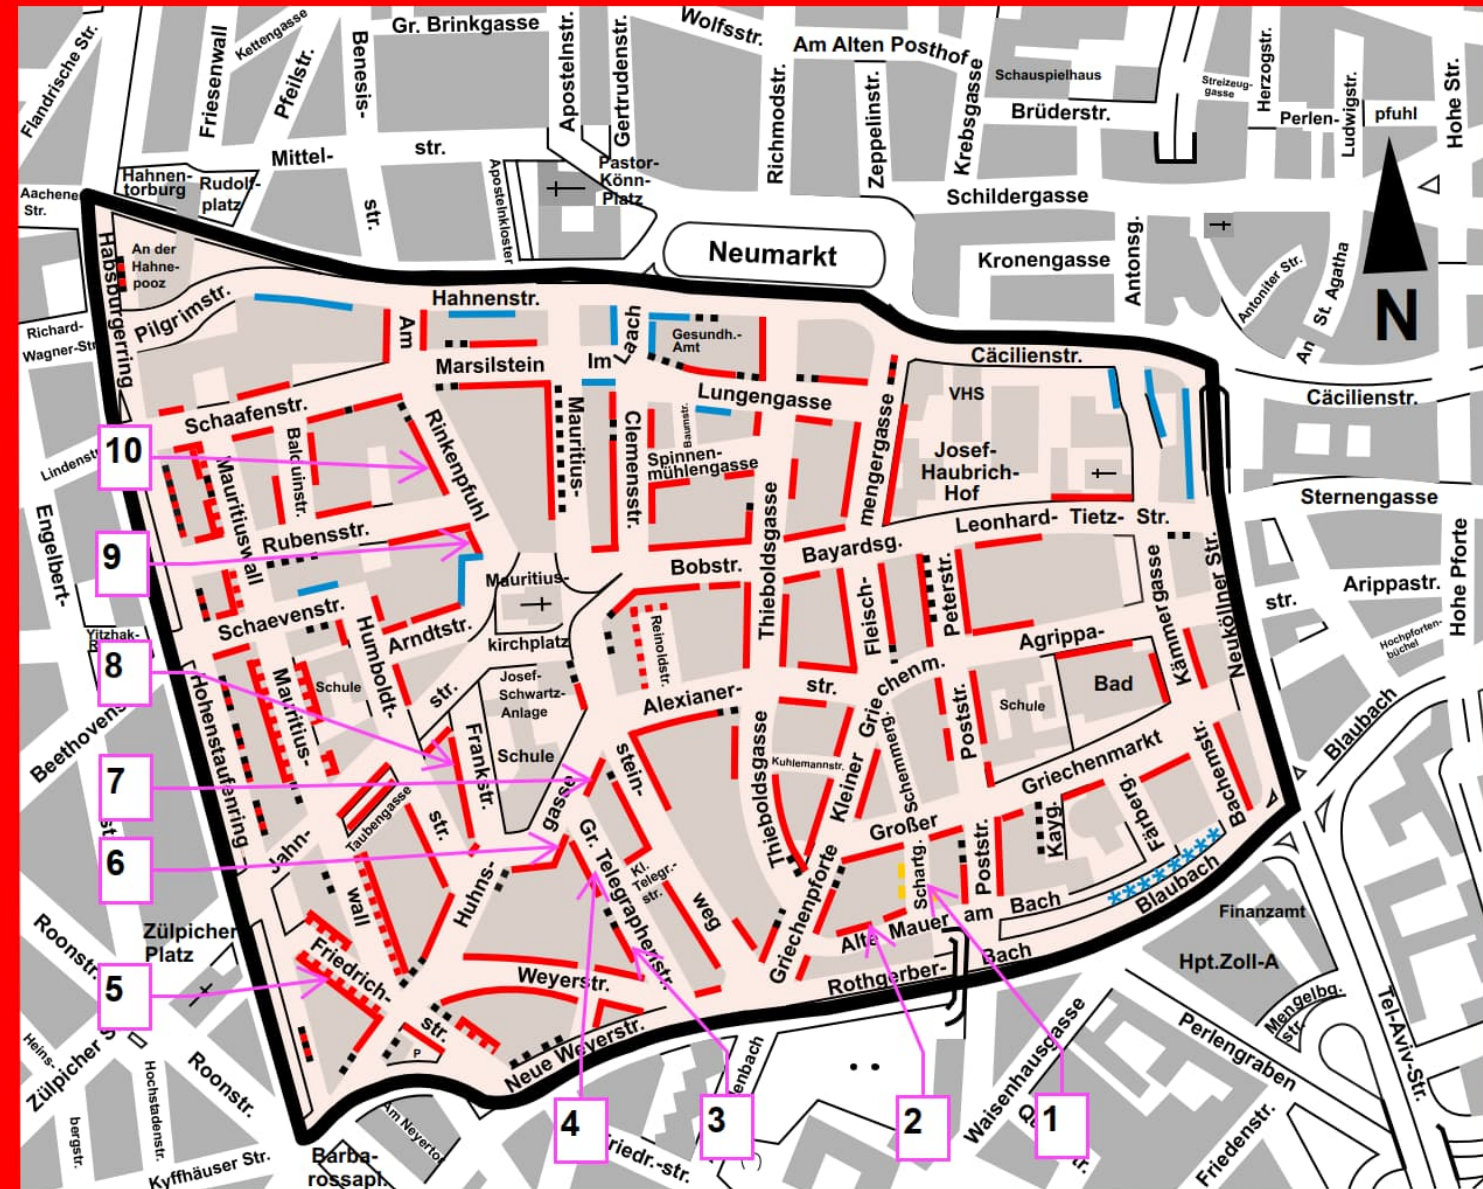 Flandrische Str.
Friesenwall
Kettengasse
Pfeilstr.
Benesis-
str.
Gr. Brinkgasse
Apostelnstr.
Gertrudenstr.
Wolfsstr.
Am Alten Posthof
Richmodstr.
Zeppelinstr.
Krebsgasse
Schauspielhaus
Brüderstr.
Streizeug-
gasse
Herzogstr.
Perlen-
Ludwigstr.
pfuhl
Hohe Str.
Mittel-
str.
Hahnen-
torburg
Rudolf-
platz
Aachener
Str.
Apostelnkloster
Pastor-
Könn-
Platz
Neumarkt
Schildergasse
Kronengasse
Antonsg.
Antoniter Str.
An
St. Agatha
N
Habsburgerring
An der
Hahne-
pooz
Pilgrimstr.
Richard-
Wagner-Str
Hahnenstr.
Am
Marsilstein
Im
Laach
Gesundh.-
Amt
Lungengasse
Cäcilienstr.
Cäcilienstr.
VHS
Josef-
Haubrich-
Hof
Schaafenstr.
Balduinstr.
Rinkenpfuhl
Mauritius-
Clemensstr.
Baumstr.
Spinnen-
mühlengasse
mengergasse
Lindenstr
10
Mauritiuswall
Rubensstr.
Sternengasse
Leonhard-
Tietz-
Str.
Engelbert-
9
Bobstr.
Bayardsg.
Thieboldsgasse
Mauritius-
kirchplatz
Fleisch-
Peterstr.
Kämmergasse
Neuköllner Str.
Arippastr.
str.
Hochpforten-
büchel
Hohe Pforte
Schaevenstr.
Arndtstr.
Humboldt-
Reinoldstr.
Agrippa-
Yitzhak-
8
Schule
Mauritius-
str.
Josef-
Schwartz-
Anlage
Schule
Frankstr.
Alexianer-
str.
Griechenm.
Poststr.
Schule
Bad
Beethovens
Hohenstaufenring
7
gasse
stein-
Thieboldsgasse
Kuhlemannstr.
Kleiner
Schemmerg.
Griechenmarkt
Bachemstr.
Blaubach
Taubengasse
str.
Gr. Telegraphenstr.
Kl.
Telegr.-
str.
Großer
Kayg.
Färberg.
6
Jahn-
wall
Huhns-
weg
Griechenpforte
Schartg.
Poststr.
Alte
Mauer
am
Bach
Blaubach
Finanzamt
Roonstr.
Zülpicher
Platz
5
Friedrich-
str.
P
Weyerstr.
Neue Weyerstr.
Rothgerber-
Bach
Hpt.Zoll-A
Mengelbg.
str.
Perlengraben
Tel-Aviv-Str.
Heins-
Zülpicher S
bergstr.
Hochstadenstr.
Roonstr.
Am Neyertor
Barba-
rossapl.
Kyffhäuser Str.
4
3
2
1
enbach
riedr.-str.
Waisenhausgasse
Friedenstr.